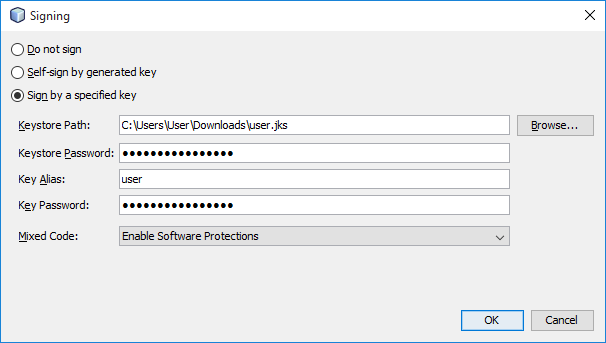 Signing
Do not sign
Self-sign by generated key
Sign by a specified key
Keystore Path: C:\Users\User\Downloads\user.jks Browse...
Keystore Password: ●●●●●●●●●●●●●●●●
Key Alias: user
Key Password: ●●●●●●●●●●●●●●●●
Mixed Code: Enable Software Protections
OK Cancel